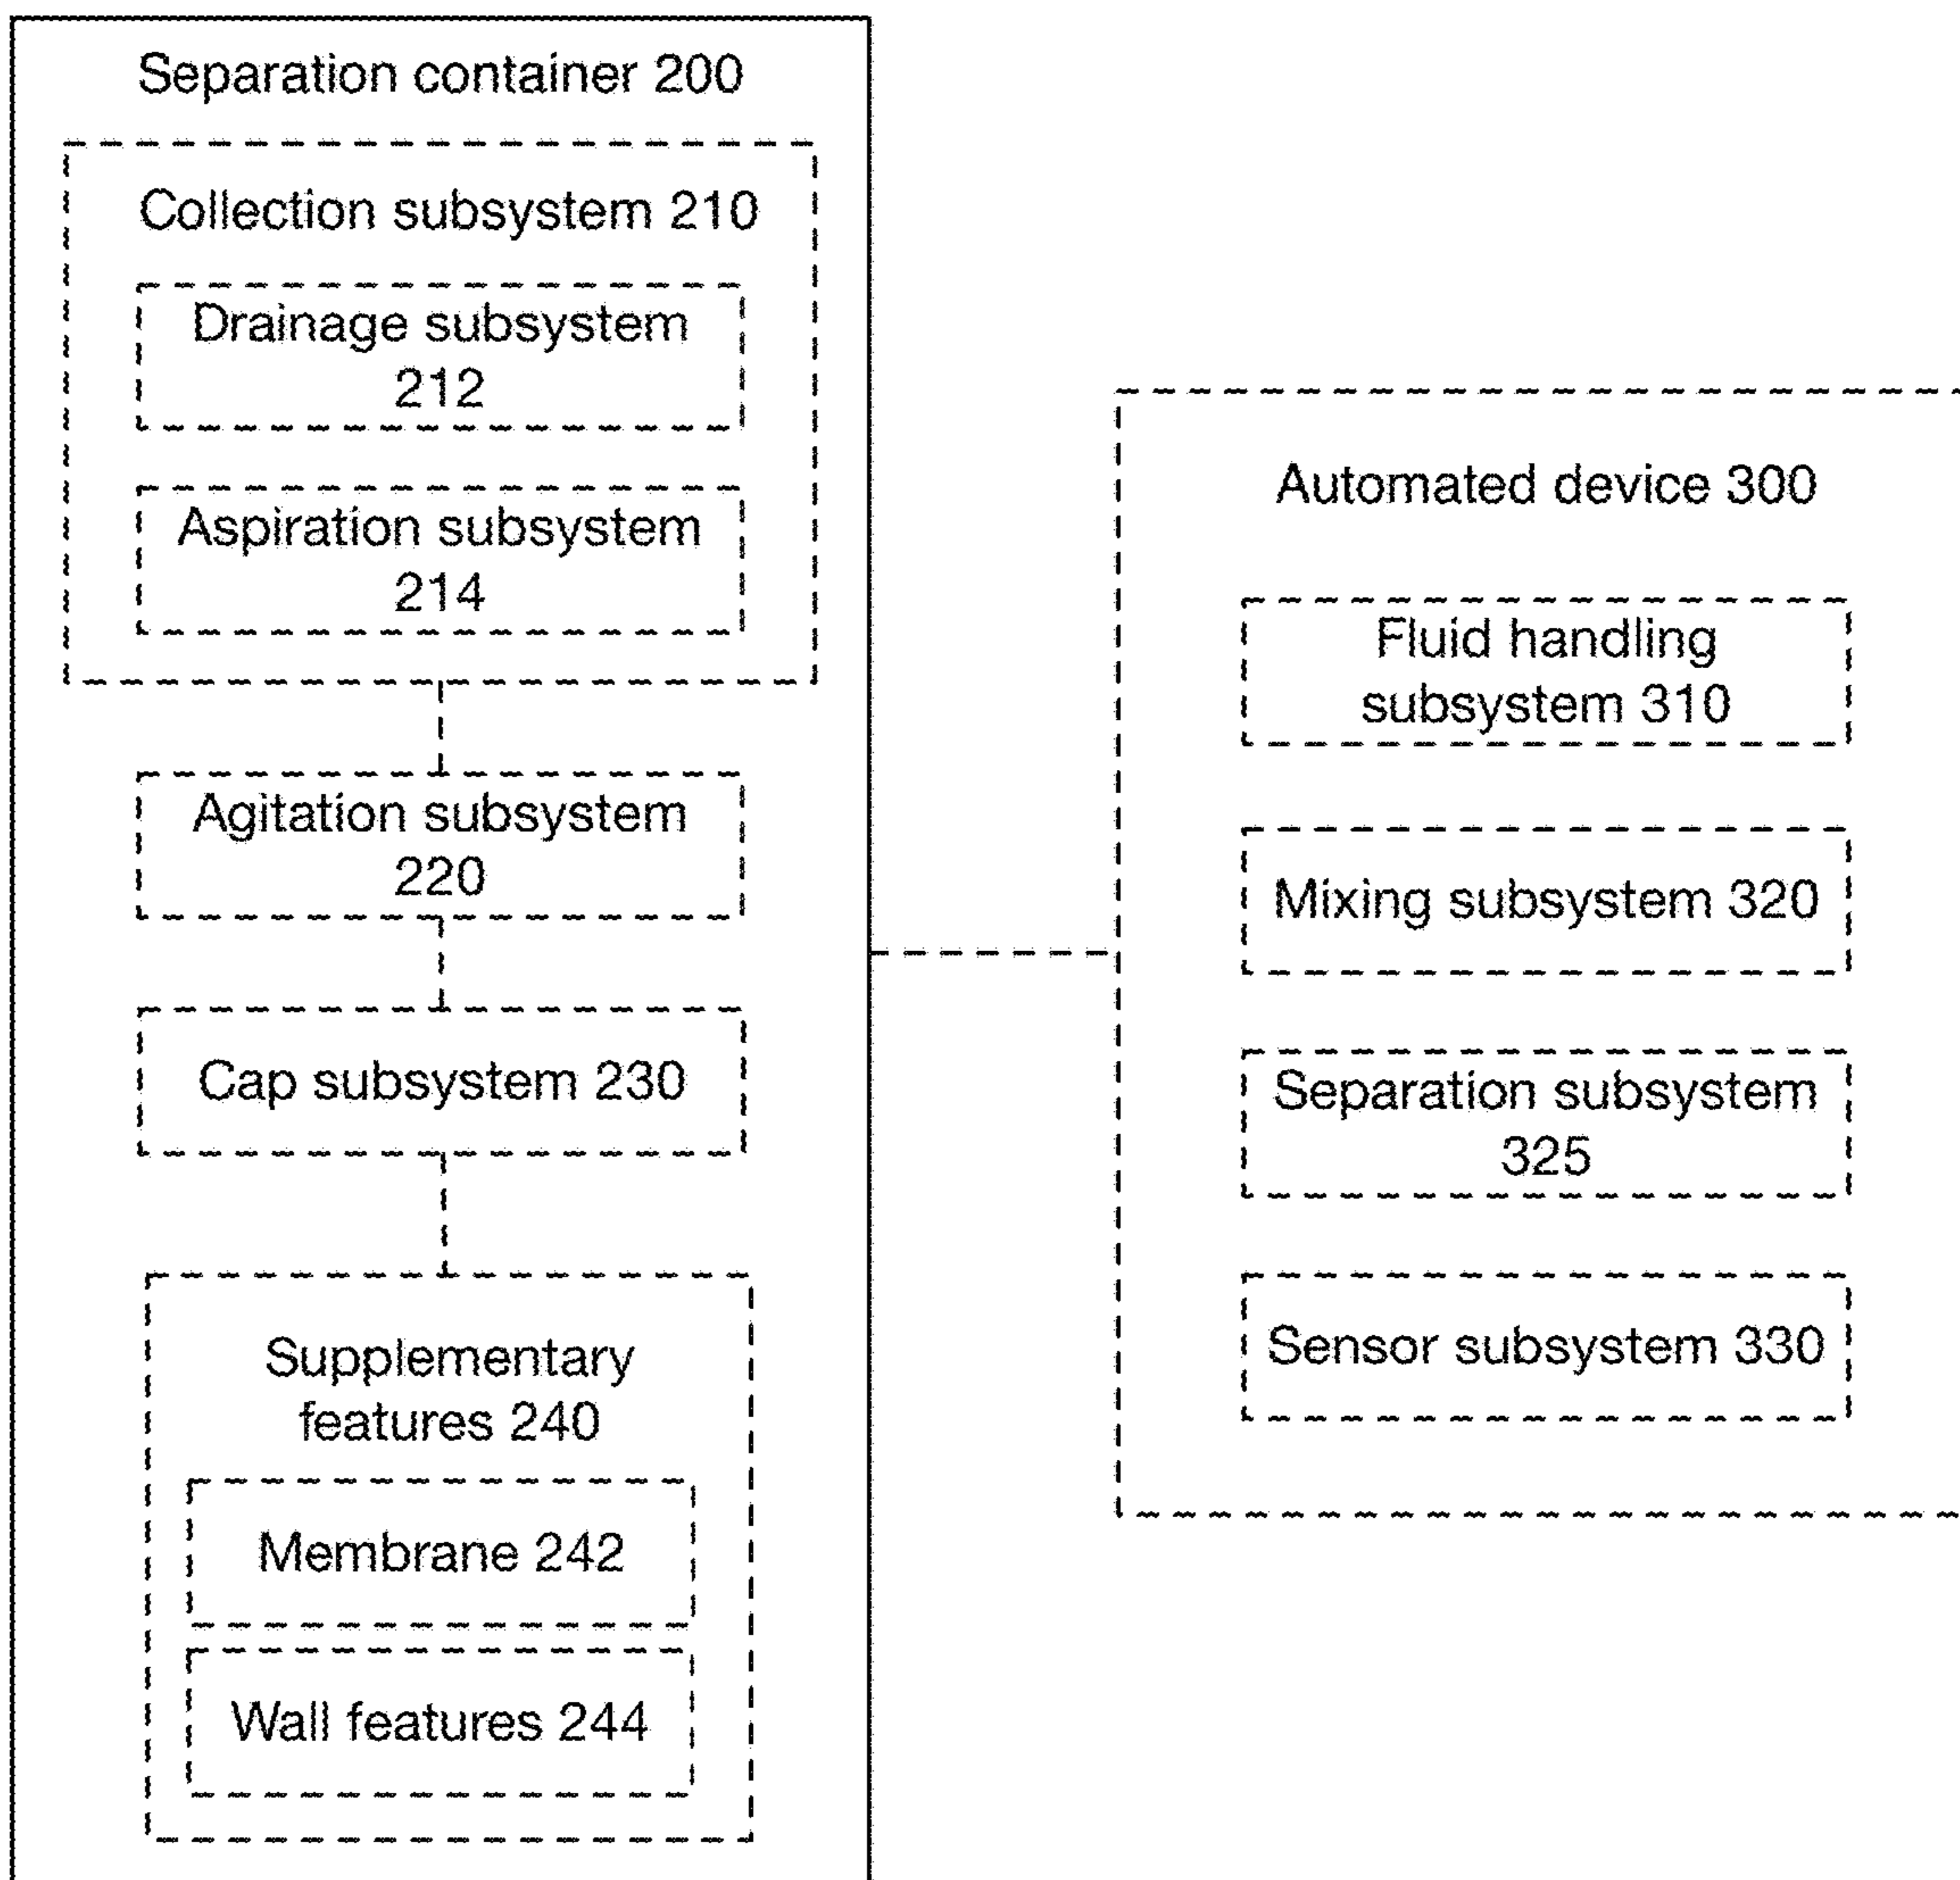 Separation container 200
Collection subsystem 210
Drainage subsystem
212
Aspiration subsystem
214
Agitation subsystem
220
Cap subsystem 230
Supplementary
features 240
Membrane 242
Wall features 244
Automated device 300
Fluid handling
subsystem 310
Mixing subsystem 320
Separation subsystem
325
Sensor subsystem 330